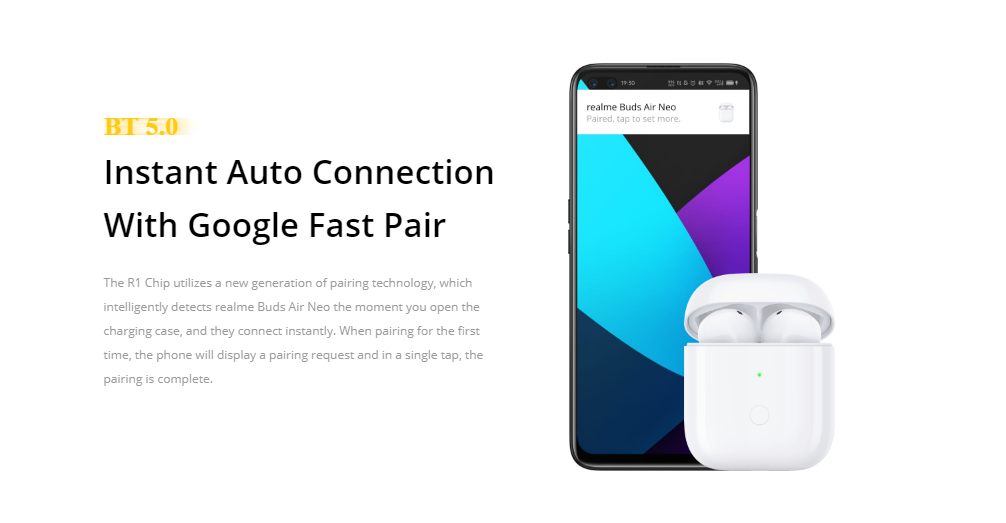 BT 5.0
Instant Auto Connection
With Google Fast Pair
The R1 Chip utilizes a new generation of pairing technology, which
intelligently detects realme Buds Air Neo the moment you open the
charging case, and they connect instantly. When pairing for the first
time, the phone will display a pairing request and in a single tap, the
pairing is complete.
19:30
realme Buds Air Neo
Paired, tap to set more.